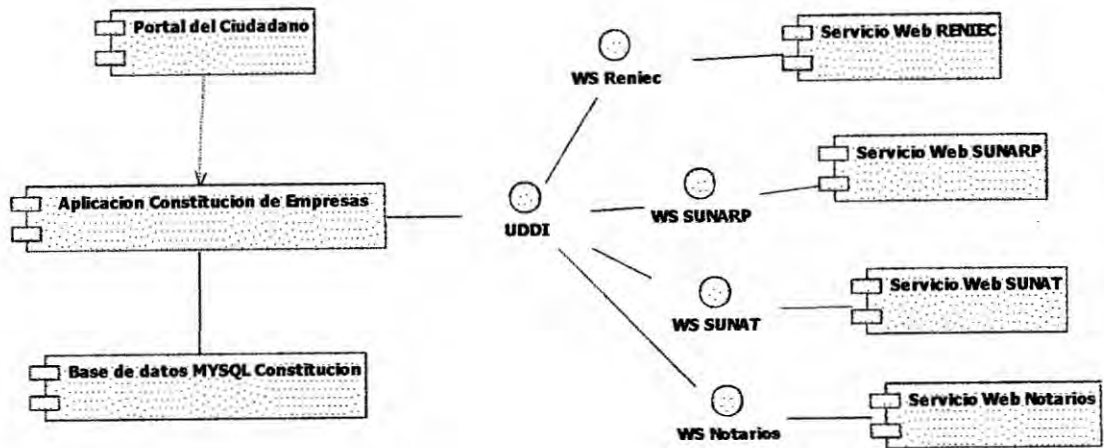 Portal del Ciudadano
Servicio Web RENIEC
WS Reniec
Servicio Web SUNARP
Aplicacion Constitucion de Empresas
UDDI
WS SUNARP
Servicio Web SUNAT
WS SUNAT
Base de datos MYSQL Constitucion
Servicio Web Notarios
WS Notarios